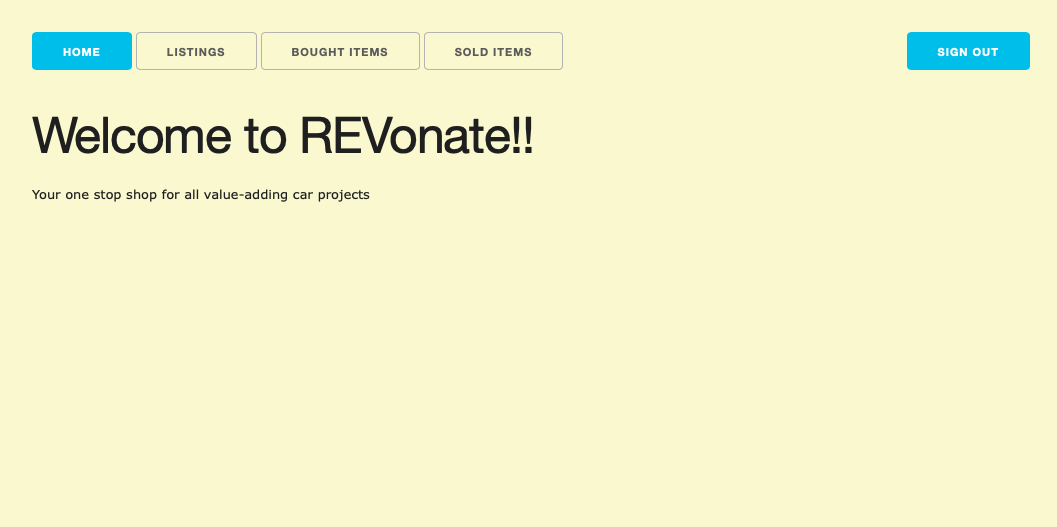 HOME LISTINGS BOUGHT ITEMS SOLD ITEMS SIGN OUT
Welcome to REVonate!!
Your one stop shop for all value-adding car projects